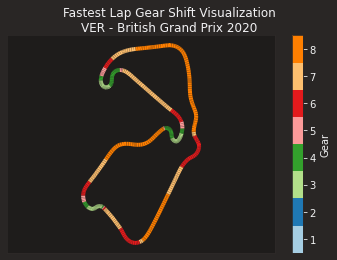 Fastest Lap Gear Shift Visualization
VER - British Grand Prix 2020
8
7
6
5
4
3
2
1
Gear